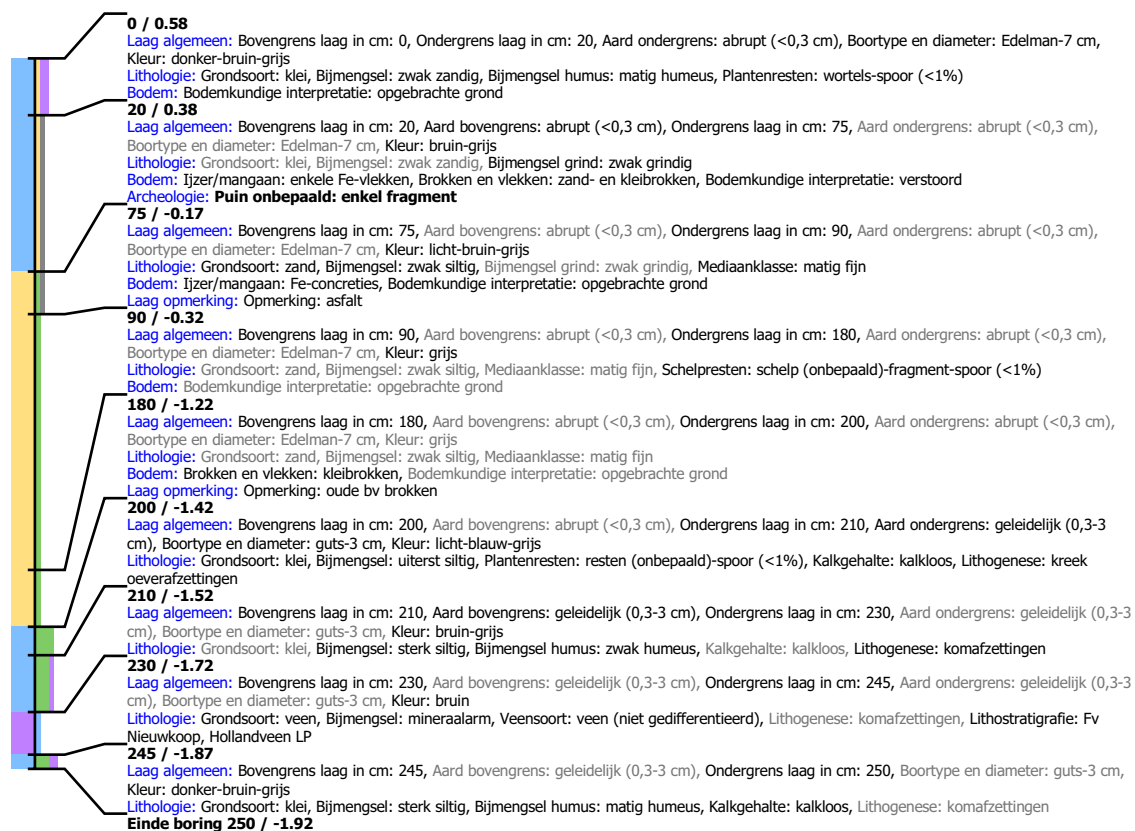 0 / 0.58
Laag algemeen: Bovengrens laag in cm: 0, Ondergrens laag in cm: 20, Aard ondergrens: abrupt (<0,3 cm), Boortype en diameter: Edelman-7 cm,
Kleur: donker-bruin-grijs
Lithologie: Grondsoort: klei, Bijmengsel: zwak zandig, Bijmengsel humus: matig humeus, Plantenresten: wortels-spoor (<1%)
Bodem: Bodemkundige interpretatie: opgebrachte grond
20 / 0.38
Laag algemeen: Bovengrens laag in cm: 20, Aard bovengrens: abrupt (<0,3 cm), Ondergrens laag in cm: 75, Aard ondergrens: abrupt (<0,3 cm),
Boortype en diameter: Edelman-7 cm, Kleur: bruin-grijs
Lithologie: Grondsoort: klei, Bijmengsel: zwak zandig, Bijmengsel grind: zwak grindig
Bodem: Ijzer/mangaan: enkele Fe-vlekken, Brokken en vlekken: zand- en kleibrokken, Bodemkundige interpretatie: verstoord
Archeologie: Puin onbepaald: enkel fragment
75 / -0.17
Laag algemeen: Bovengrens laag in cm: 75, Aard bovengrens: abrupt (<0,3 cm), Ondergrens laag in cm: 90, Aard ondergrens: abrupt (<0,3 cm),
Boortype en diameter: Edelman-7 cm, Kleur: licht-bruin-grijs
Lithologie: Grondsoort: zand, Bijmengsel: zwak siltig, Bijmengsel grind: zwak grindig, Mediaanklasse: matig fijn
Bodem: Ijzer/mangaan: Fe-concreties, Bodemkundige interpretatie: opgebrachte grond
Laag opmerking: Opmerking: asfalt
90 / -0.32
Laag algemeen: Bovengrens laag in cm: 90, Aard bovengrens: abrupt (<0,3 cm), Ondergrens laag in cm: 180, Aard ondergrens: abrupt (<0,3 cm),
Boortype en diameter: Edelman-7 cm, Kleur: grijs
Lithologie: Grondsoort: zand, Bijmengsel: zwak siltig, Mediaanklasse: matig fijn, Schelpresten: schelp (onbepaald)-fragment-spoor (<1%)
Bodem: Bodemkundige interpretatie: opgebrachte grond
180 / -1.22
Laag algemeen: Bovengrens laag in cm: 180, Aard bovengrens: abrupt (<0,3 cm), Ondergrens laag in cm: 200, Aard ondergrens: abrupt (<0,3 cm),
Boortype en diameter: Edelman-7 cm, Kleur: grijs
Lithologie: Grondsoort: zand, Bijmengsel: zwak siltig, Mediaanklasse: matig fijn
Bodem: Brokken en vlekken: kleibrokken, Bodemkundige interpretatie: opgebrachte grond
Laag opmerking: Opmerking: oude bv brokken
200 / -1.42
Laag algemeen: Bovengrens laag in cm: 200, Aard bovengrens: abrupt (<0,3 cm), Ondergrens laag in cm: 210, Aard ondergrens: geleidelijk (0,3-3
cm), Boortype en diameter: guts-3 cm, Kleur: licht-blauw-grijs
Lithologie: Grondsoort: klei, Bijmengsel: uiterst siltig, Plantenresten: resten (onbepaald)-spoor (<1%), Kalkgehalte: kalkloos, Lithogenese: kreek
oeverafzettingen
210 / -1.52
Laag algemeen: Bovengrens laag in cm: 210, Aard bovengrens: geleidelijk (0,3-3 cm), Ondergrens laag in cm: 230, Aard ondergrens: geleidelijk (0,3-3
cm), Boortype en diameter: guts-3 cm, Kleur: bruin-grijs
Lithologie: Grondsoort: klei, Bijmengsel: sterk siltig, Bijmengsel humus: zwak humeus, Kalkgehalte: kalkloos, Lithogenese: komafzettingen
230 / -1.72
Laag algemeen: Bovengrens laag in cm: 230, Aard bovengrens: geleidelijk (0,3-3 cm), Ondergrens laag in cm: 245, Aard ondergrens: geleidelijk (0,3-3
cm), Boortype en diameter: guts-3 cm, Kleur: bruin
Lithologie: Grondsoort: veen, Bijmengsel: mineraalarm, Veensoort: veen (niet gedifferentieerd), Lithogenese: komafzettingen, Lithostratigrafie: Fv
Nieuwkoop, Hollandveen LP
245 / -1.87
Laag algemeen: Bovengrens laag in cm: 245, Aard bovengrens: geleidelijk (0,3-3 cm), Ondergrens laag in cm: 250, Boortype en diameter: guts-3 cm,
Kleur: donker-bruin-grijs
Lithologie: Grondsoort: klei, Bijmengsel: sterk siltig, Bijmengsel humus: matig humeus, Kalkgehalte: kalkloos, Lithogenese: komafzettingen
Einde boring 250 / -1.92